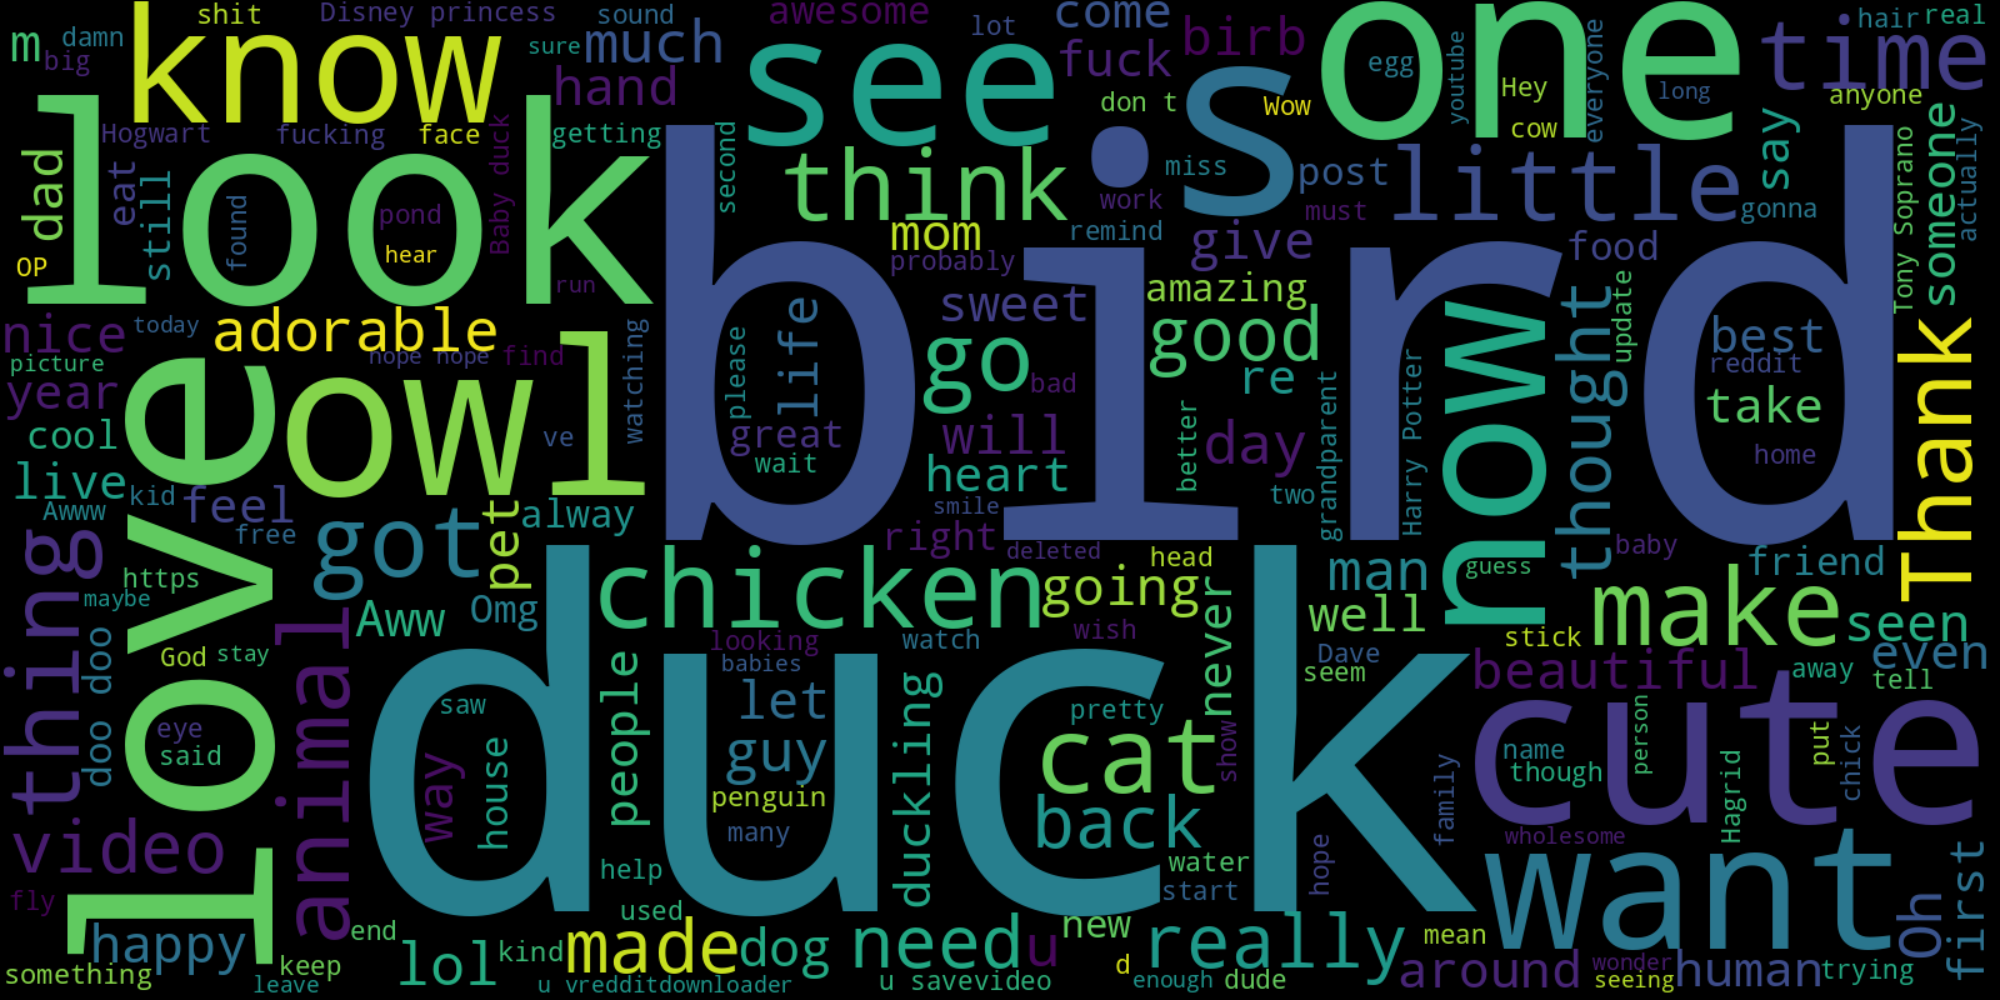 shit
Disney princess
sound
awesome
lot
come
birb
one
hair
real
m
damn
big
know
sure
much
see
fuck
s
egg
youtube
Hey
everyone
time
long
anyone
hand
don t
Wow
cow
look
Hogwart
fucking
face
Baby duck
getting
second
think
miss
post
little
say
Tony Soprano
someone
actually
dad
eat
still
found
pond
hear
work
must
gonna
OP
run
mom
remind
give
food
probably
bird
nice
today
adorable
sweet
amazing
update
thought
now
best
reddit
Thank
picture
nope nope
find
watching
please
life
go
good
re
bad
year
love
owl
take
cool
ve
great
will
better
day
grandparent
Harry Potter
home
wait
heart
live
kid
feel
Awww
free
two
smile
got
pet
alway
right
deleted
head
baby
friend
thing
https
maybe
chicken
going
man
guess
animal
Aww
Omg
well
make
seen
doo doo
God
stay
looking
watch
wish
never
stick
Dave
seem
even
people
babies
duckling
beautiful
away
tell
duck
eye
said
saw
let
pretty
cute
way
house
guy
cat
show
name
though
person
put
chick
penguin
many
back
family
Hagrid
wholesome
video
help
water
start
hope
want
fly
used
Oh
first
happy
end
lol
kind
made
dog
need
u
new
really
mean
something
keep
leave
u vredditdownloader
u savevideo
d
enough
dude
around
wonder
seeing
human
trying